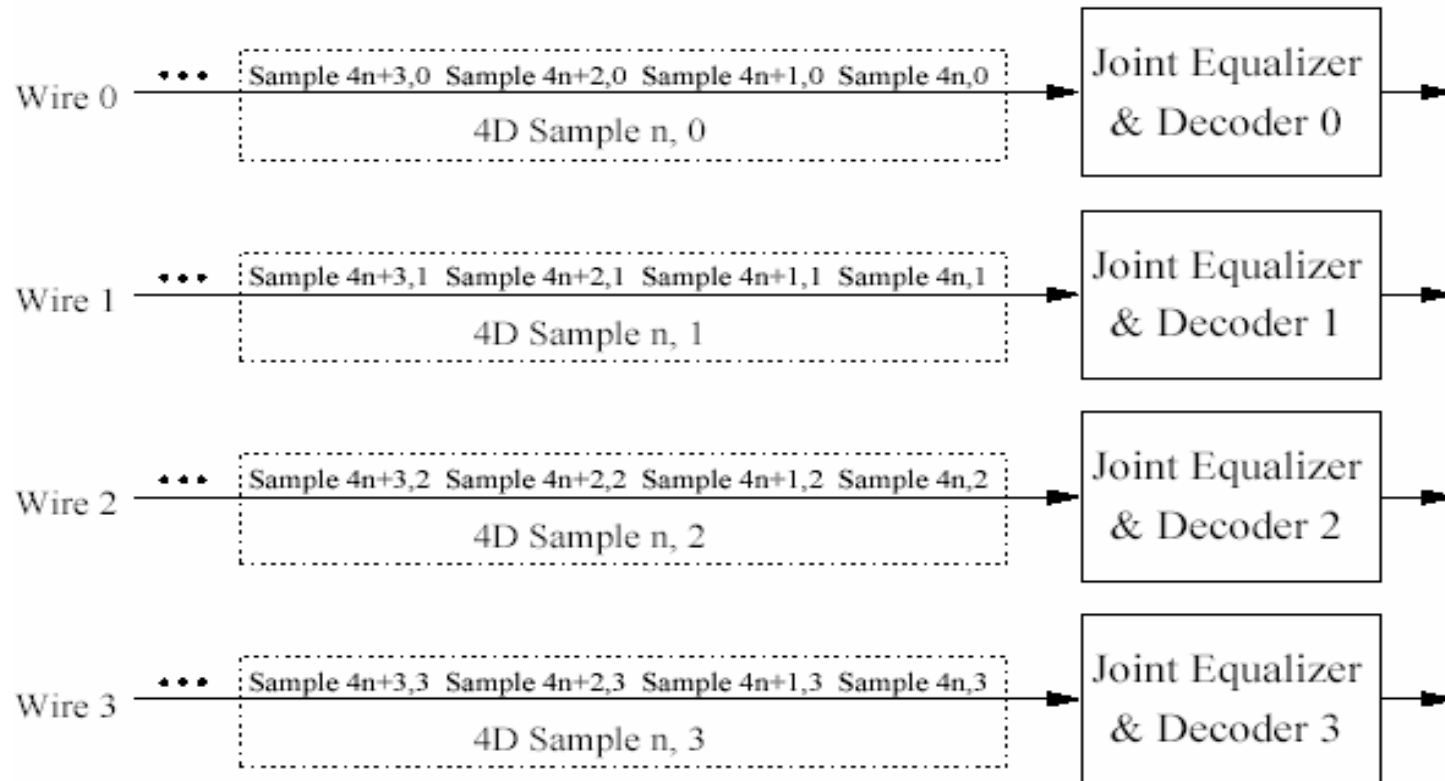 Sample 4n+3,0 Sample 4n+2,0 Sample 4n+1,0 Sample 4n,0
Wire 0
4D Sample n, 0
Joint Equalizer
& Decoder 0
Sample 4n+3,1 Sample 4n+2,1 Sample 4n+1,1 Sample 4n,1
Wire 1
4D Sample n, 1
Joint Equalizer
& Decoder 1
Sample 4n+3,2 Sample 4n+2,2 Sample 4n+1,2 Sample 4n,2
Wire 2
4D Sample n, 2
Joint Equalizer
& Decoder 2
Sample 4n+3,3 Sample 4n+2,3 Sample 4n+1,3 Sample 4n,3
Wire 3
4D Sample n, 3
Joint Equalizer
& Decoder 3